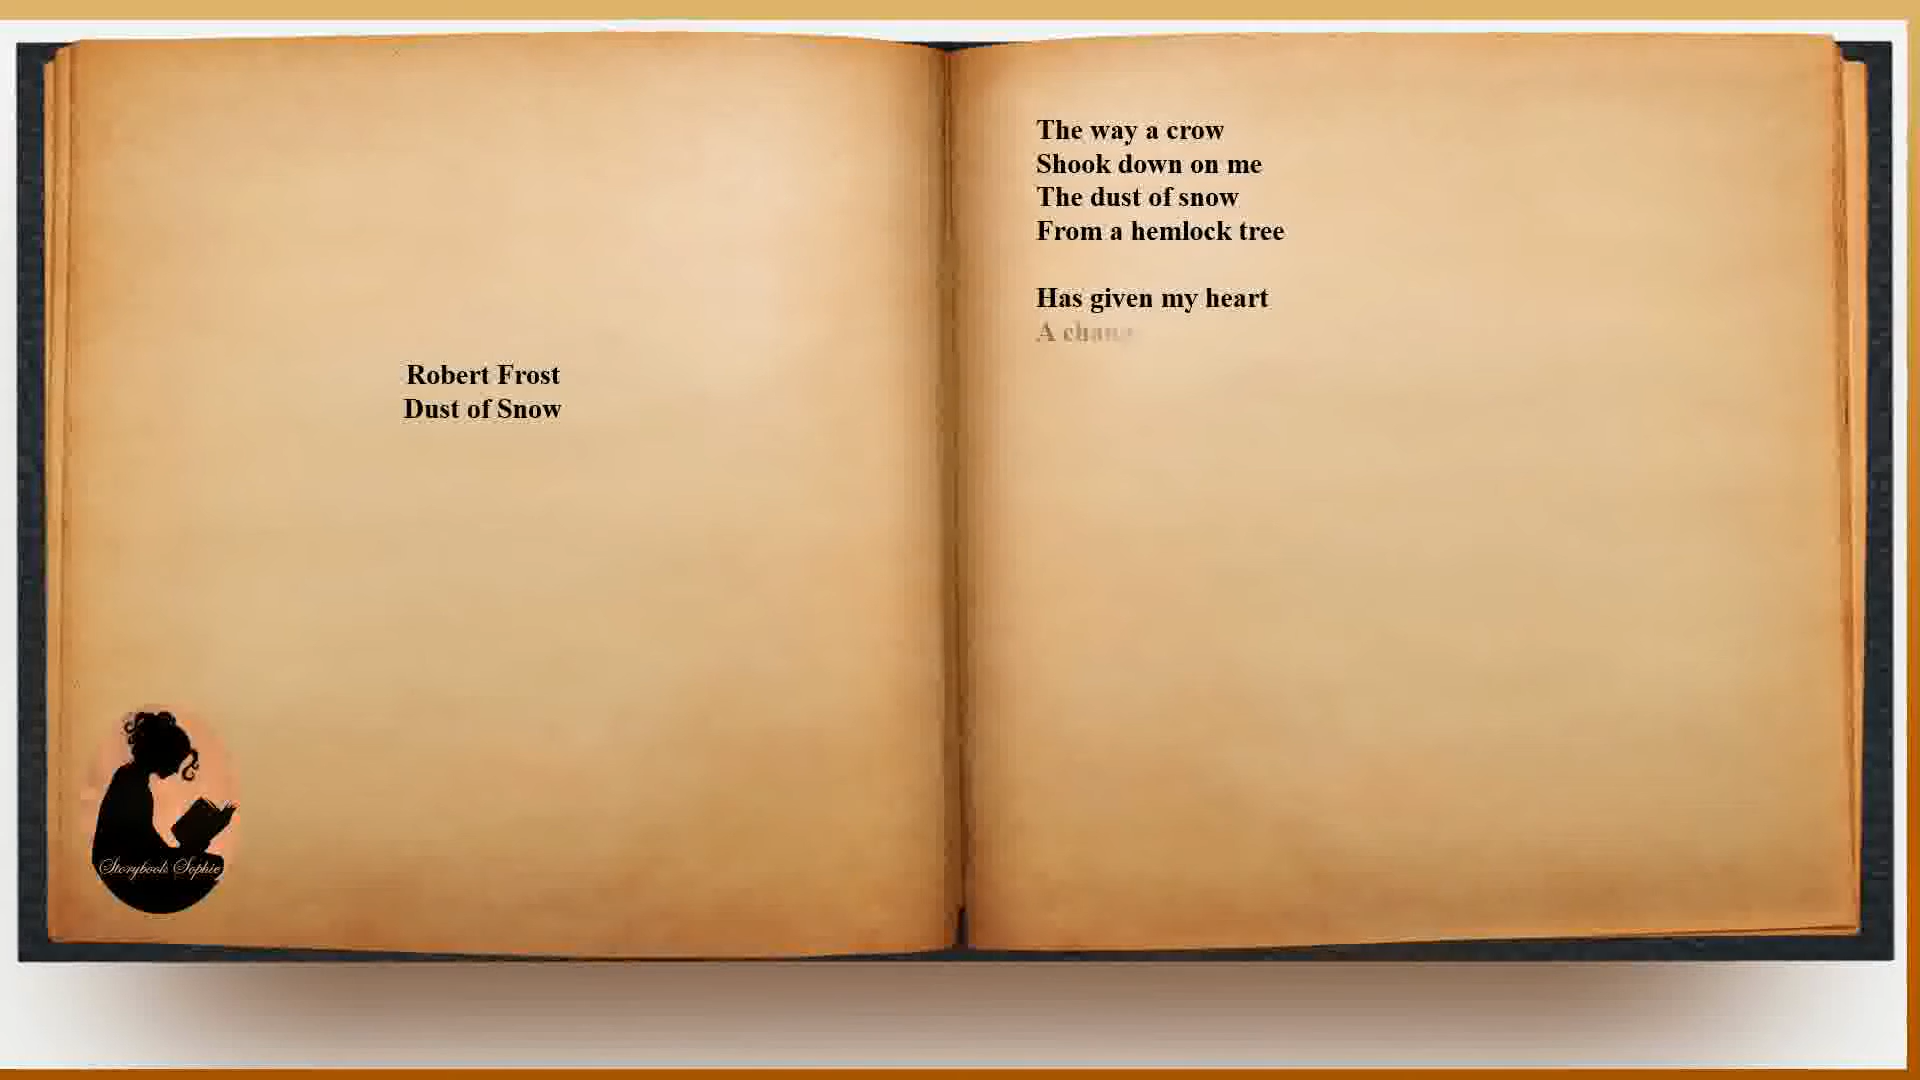 Robert Frost
Dust of Snow
Storybook Sophie
The way a crow
Shook down on me
The dust of snow
From a hemlock tree
Has given my heart
A chang